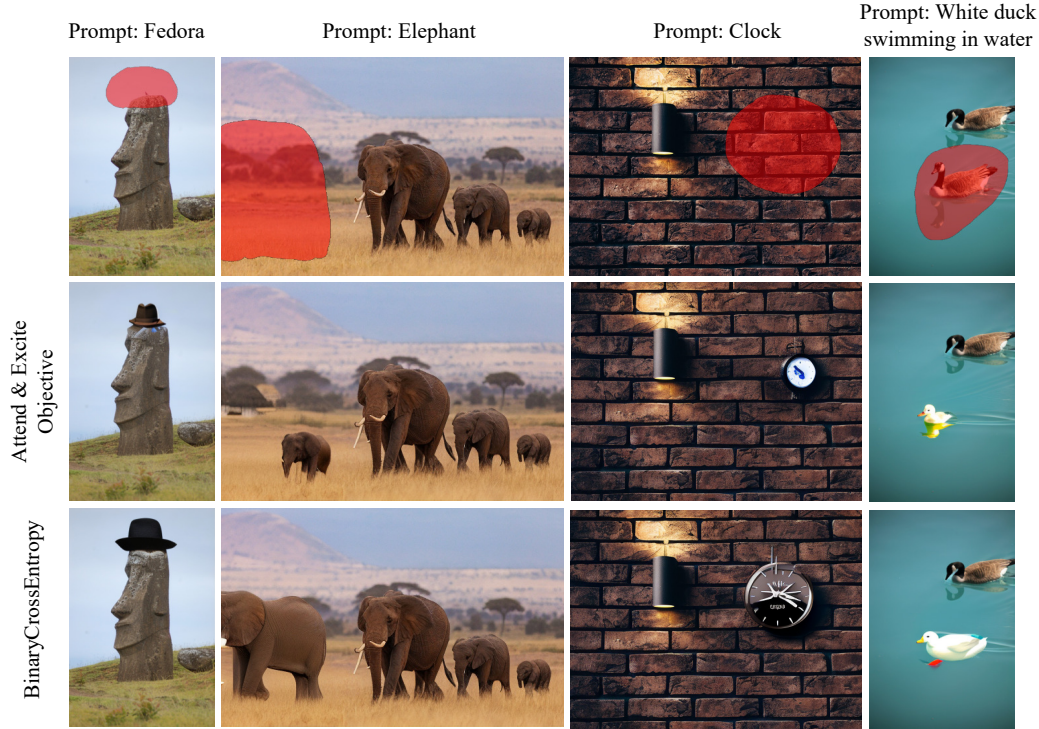 Prompt: Fedora
Prompt: Elephant
Prompt: Clock
Prompt: White duck
swimming in water
Attend & Excite
Objective
BinaryCrossEntropy